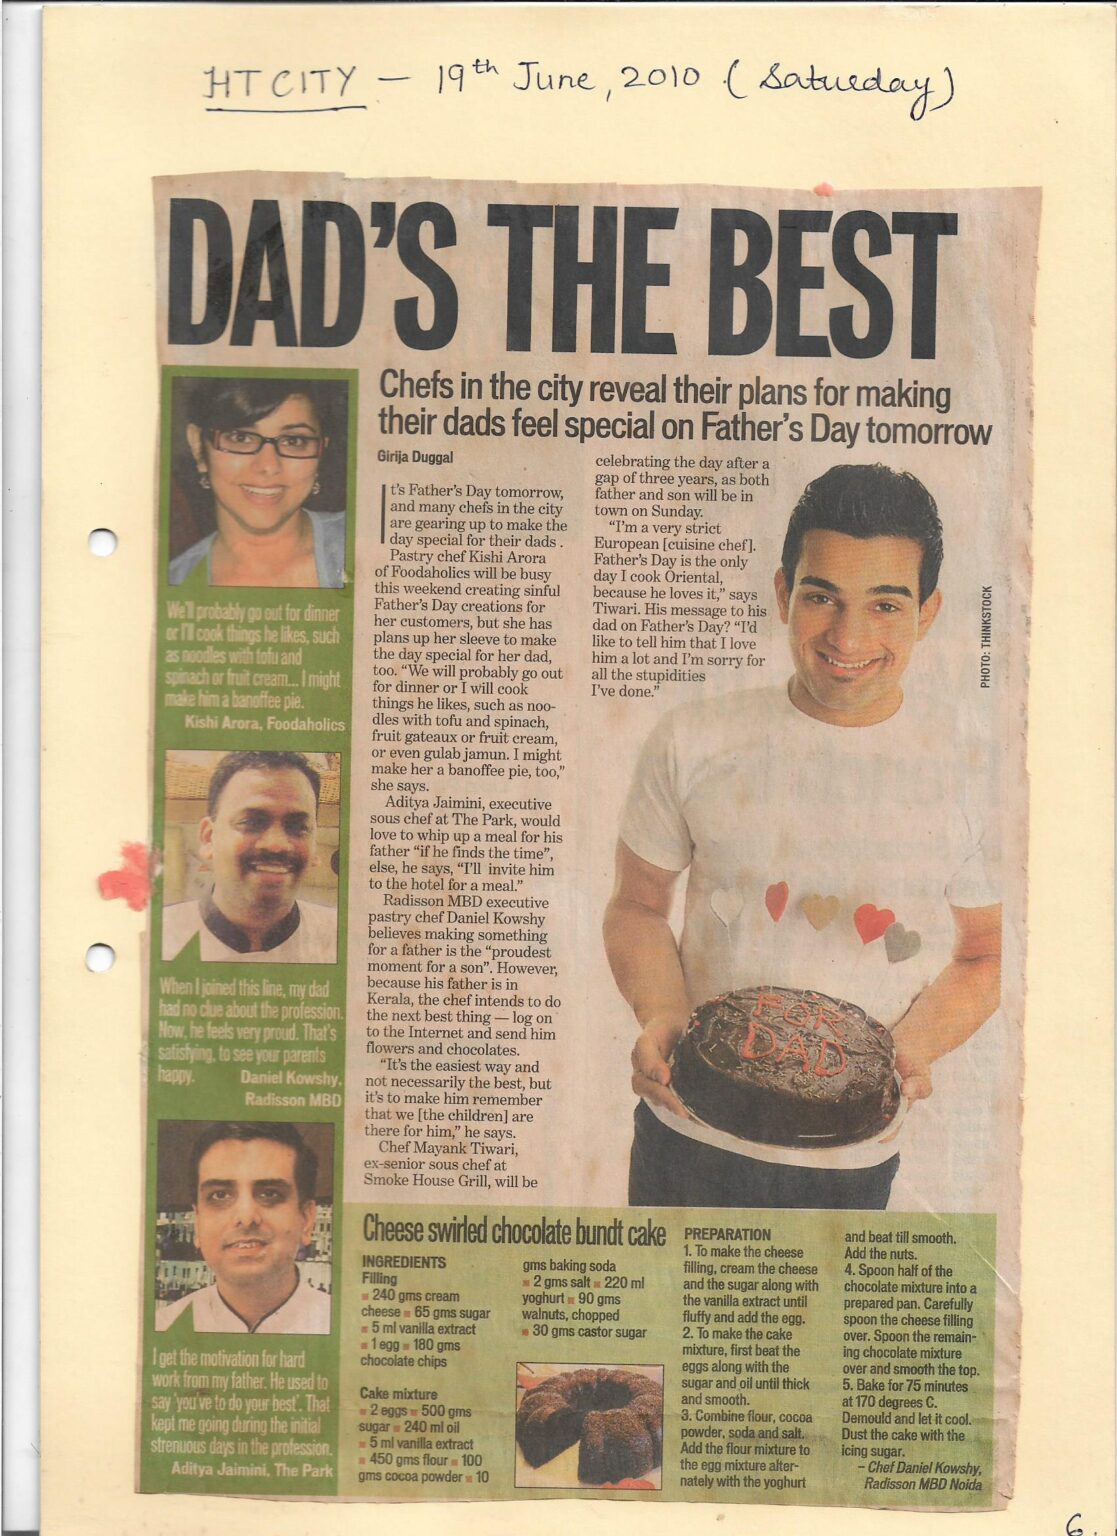 HT CITY - 19th June, 2010 (Saturday)
DAD'S THE BEST
Chefs in the city reveal their plans for making
their dads feel special on Father's Day tomorrow
Girija Duggal
It's Father's Day tomorrow,
and many chefs in the city
are gearing up to make the
day special for their dads .
Pastry chef Kishi Arora
of Foodaholics will be busy
this weekend creating sinful
Father's Day creations for
her customers, but she has
plans up her sleeve to make
the day special for her dad,
too. “We will probably go out
for dinner or I will cook
things he likes, such as noo-
dles with tofu and spinach,
fruit gateaux or fruit cream,
or even gulab jamun. I might
make her a banoffee pie, too,”
she says.
Aditya Jaimini, executive
sous chef at The Park, would
love to whip up a meal for his
father “if he finds the time”,
else, he says, “I'll invite him
to the hotel for a meal.”
Radisson MBD executive
pastry chef Daniel Kowshy
believes making something
for a father is the “proudest
moment for a son”. However,
because his father is in
Kerala, the chef intends to do
the next best thing — log on
to the Internet and send him
flowers and chocolates.
“It's the easiest way and
not necessarily the best, but
it's to make him remember
that we [the children] are
there for him,” he says.
Chef Mayank Tiwari,
ex-senior sous chef at
Smoke House Grill, will be
celebrating the day after a
gap of three years, as both
father and son will be in
town on Sunday.
“I'm a very strict
European [cuisine chef].
Father's Day is the only
day I cook Oriental,
because he loves it,” says
Tiwari. His message to his
dad on Father's Day? “I'd
like to tell him that I love
him a lot and I'm sorry for
all the stupidities
I've done.”
PHOTO: THINKSTOCK
FOR
DAD
We'll probably go out for dinner
or I'll cook things he likes, such
as noodles with tofu and
spinach or fruit cream... I might
make him a banoffee pie.
Kishi Arora, Foodaholics
When I joined this line, my dad
had no clue about the profession.
Now, he feels very proud. That's
satisfying, to see your parents
happy. Daniel Kowshy,
Radisson MBD
I get the motivation for hard
work from my father. He used to
say 'you've to do your best'. That
kept me going during the initial
strenuous days in the profession.
Aditya Jaimini, The Park
Cheese swirled chocolate bundt cake
INGREDIENTS
Filling
■ 240 gms cream
cheese ■ 65 gms sugar
■ 5 ml vanilla extract
■ 1 egg ■ 180 gms
chocolate chips
Cake mixture
■ 2 eggs ■ 500 gms
sugar ■ 240 ml oil
■ 5 ml vanilla extract
■ 450 gms flour ■ 100
gms cocoa powder ■ 10
gms baking soda
■ 2 gms salt ■ 220 ml
yoghurt ■ 90 gms
walnuts, chopped
■ 30 gms castor sugar
PREPARATION
1. To make the cheese
filling, cream the cheese
and the sugar along with
the vanilla extract until
fluffy and add the egg.
2. To make the cake
mixture, first beat the
eggs along with the
sugar and oil until thick
and smooth.
3. Combine flour, cocoa
powder, soda and salt.
Add the flour mixture to
the egg mixture alter-
nately with the yoghurt
and beat till smooth.
Add the nuts.
4. Spoon half of the
chocolate mixture into a
prepared pan. Carefully
spoon the cheese filling
over. Spoon the remain-
ing chocolate mixture
over and smooth the top.
5. Bake for 75 minutes
at 170 degrees C.
Demould and let it cool.
Dust the cake with the
icing sugar.
– Chef Daniel Kowshy,
Radisson MBD Noida
6.